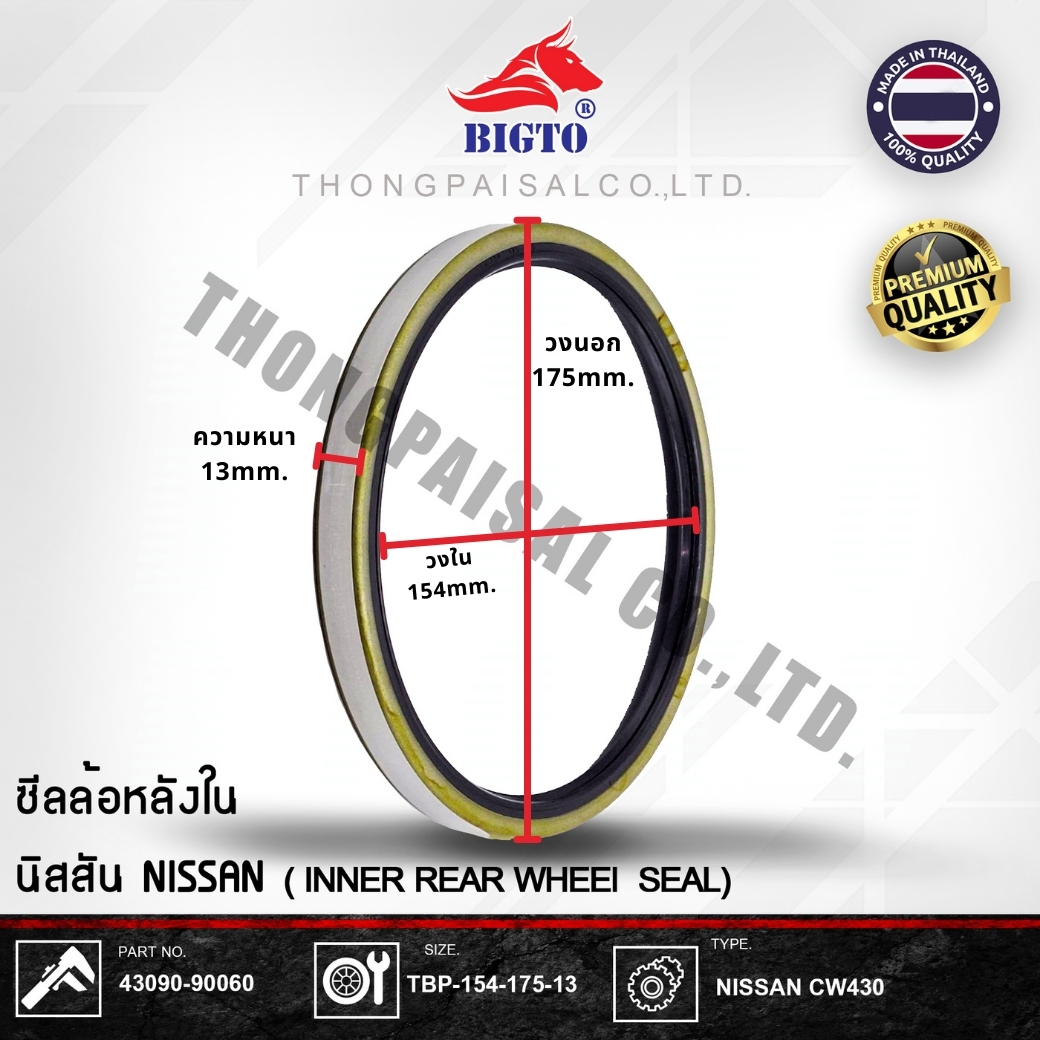 BIGTO ®
THONGPAISALCO.,LTD.
MADE IN THAILAND
100% QUALITY
PREMIUM QUALITY
PREMIUM
QUALITY
THONGPAISAL CO.,LTD.
วงนอก
175mm.
ความหนา
13mm.
วงใน
154mm.
ซีลล้อหลังใน
นิสสัน NISSAN ( INNER REAR WHEEl SEAL)
PART NO.
43090-90060
SIZE.
TBP-154-175-13
TYPE.
NISSAN CW430